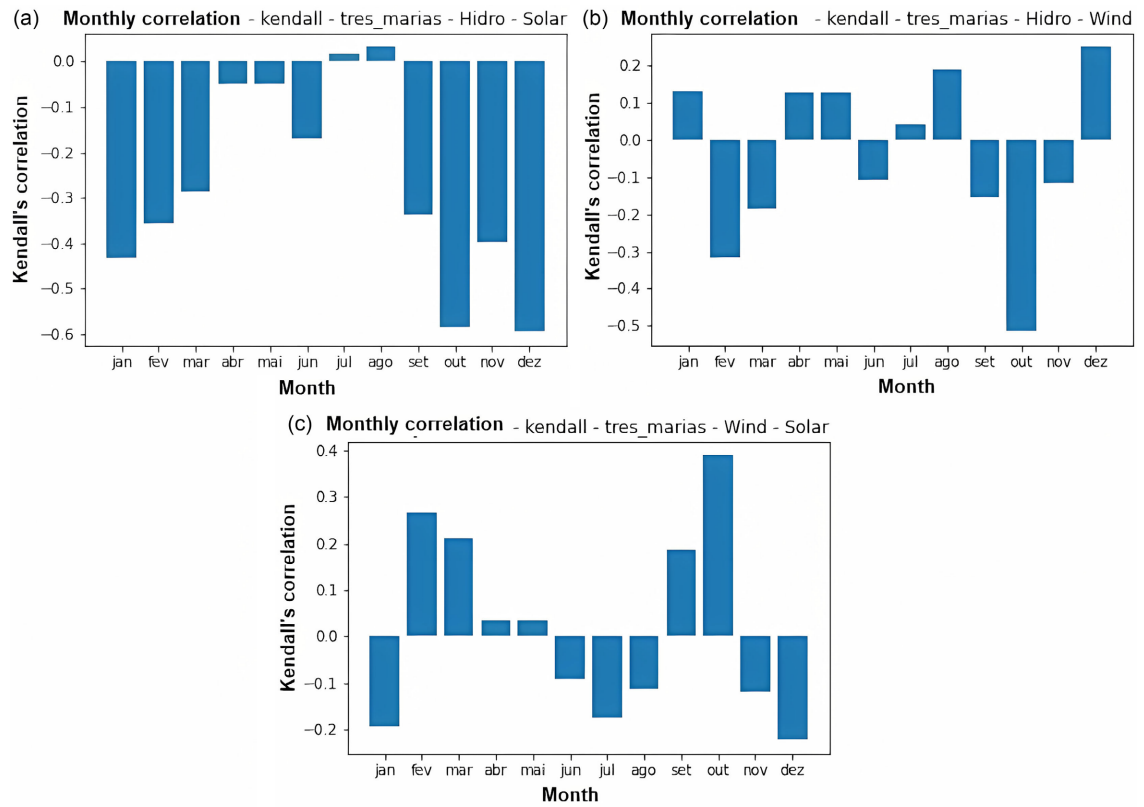 (a) Monthly correlation - kendall - tres_marias - Hidro - Solar
Kendall's correlation
0.0
−0.1
−0.2
−0.3
−0.4
−0.5
−0.6
jan fev mar abr mai jun jul ago set out nov dez
Month
(b) Monthly correlation - kendall - tres_marias - Hidro - Wind
Kendall's correlation
0.2
0.1
0.0
−0.1
−0.2
−0.3
−0.4
−0.5
jan fev mar abr mai jun jul ago set out nov dez
Month
(c) Monthly correlation - kendall - tres_marias - Wind - Solar
Kendall's correlation
0.4
0.3
0.2
0.1
0.0
−0.1
−0.2
jan fev mar abr mai jun jul ago set out nov dez
Month